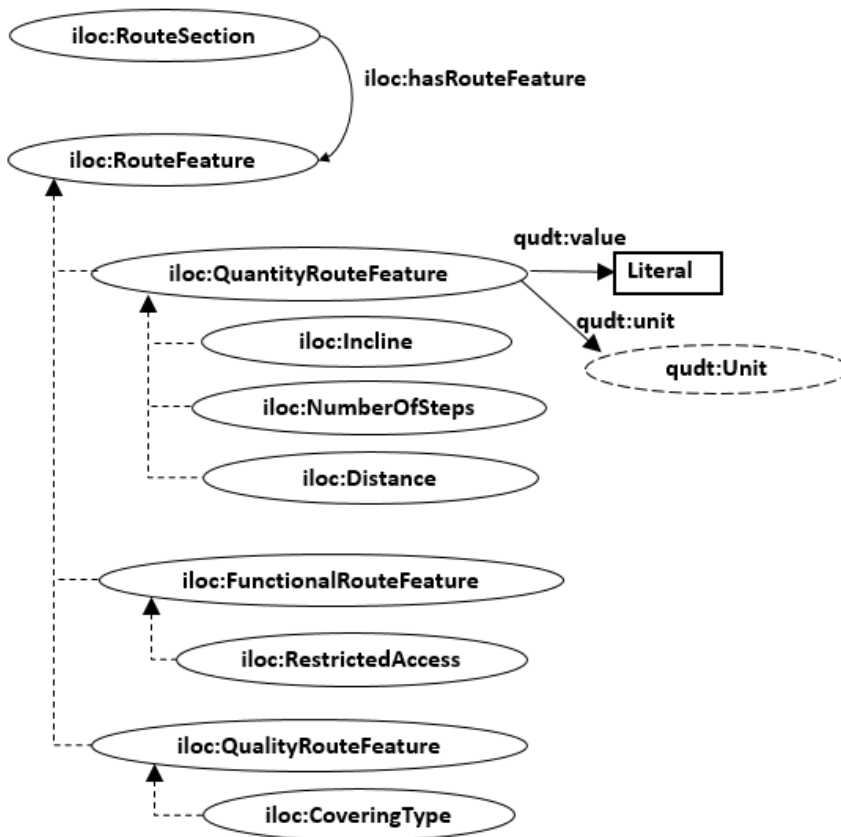 iloc:RouteSection
iloc:hasRouteFeature
iloc:RouteFeature
qudt:value
iloc:QuantityRouteFeature
Literal
qudt:unit
iloc:Incline
qudt:Unit
iloc:NumberOfSteps
iloc:Distance
iloc:FunctionalRouteFeature
iloc:RestrictedAccess
iloc:QualityRouteFeature
iloc:CoveringType